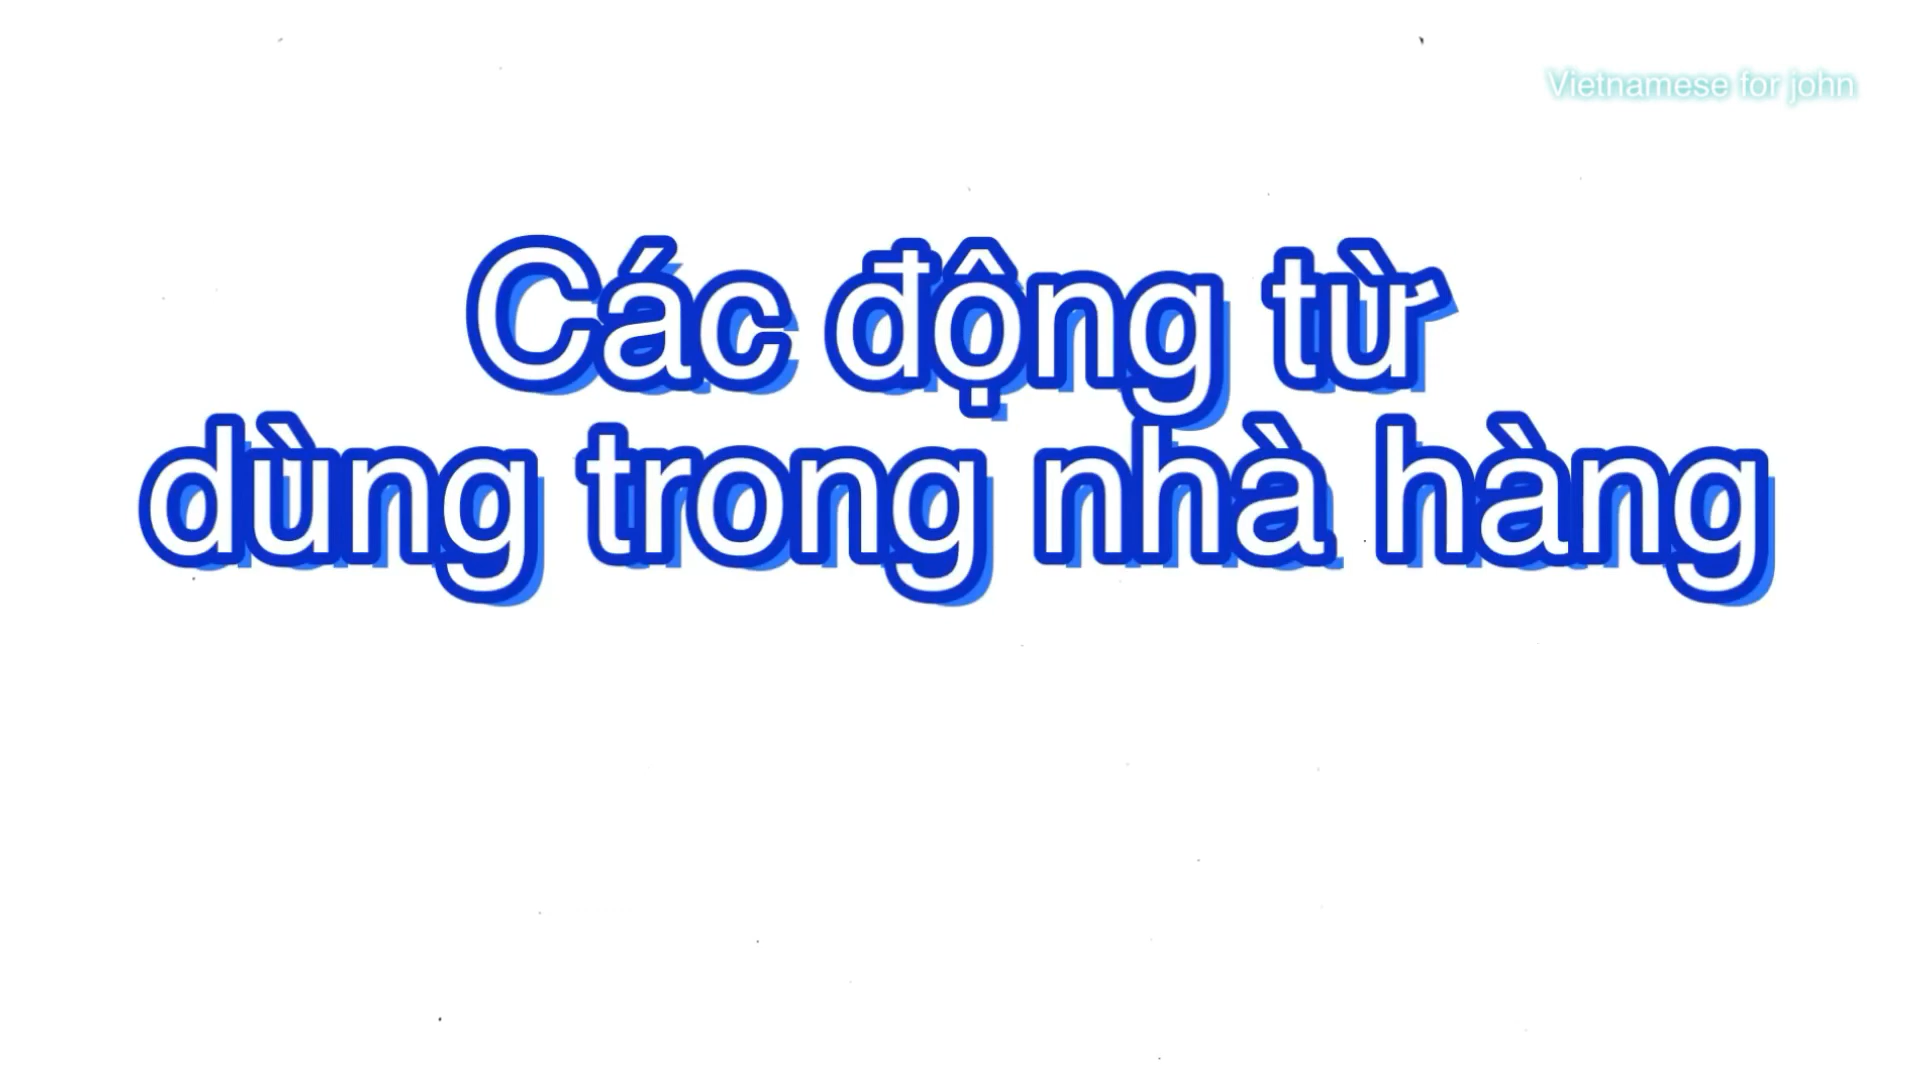 Vietnamese for john
Các động từ
dùng trong nhà hàng